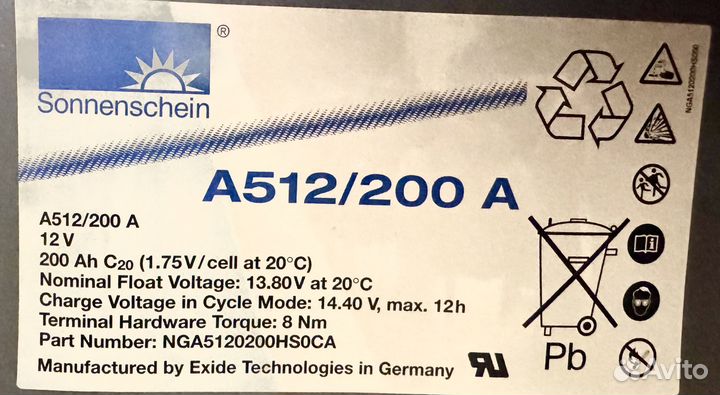 Sonnenschein
®
A512/200 A
A512/200 A
12 V
200 Ah C20 (1.75V/cell at 20°C)
Nominal Float Voltage: 13.80V at 20°C
Charge Voltage in Cycle Mode: 14.40 V, max. 12h
Terminal Hardware Torque: 8 Nm
Part Number: NGA5120200HS0CA
Manufactured by Exide Technologies in Germany
Pb
Avito